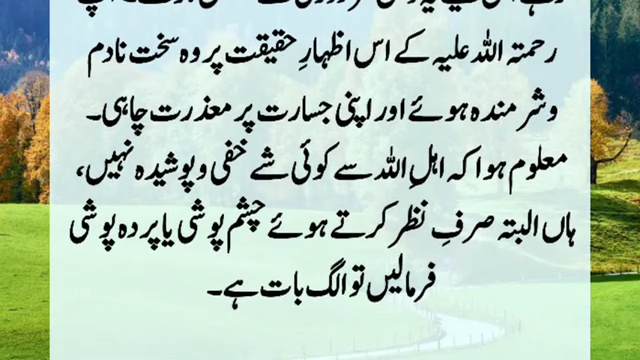 رحمتہ اللہ علیہ کے اس اظہارِ حقیقت پر وہ سخت نادم
و شرمندہ ہوئے اور اپنی جسارت پر معذرت چاہی۔
معلوم ہوا کہ اہلِ اللہ سے کوئی شے خفی و پوشیدہ نہیں،
ہاں البتہ صرفِ نظر کرتے ہوئے چشم پوشی یا پردہ پوشی
فرمالیں تو الگ بات ہے۔